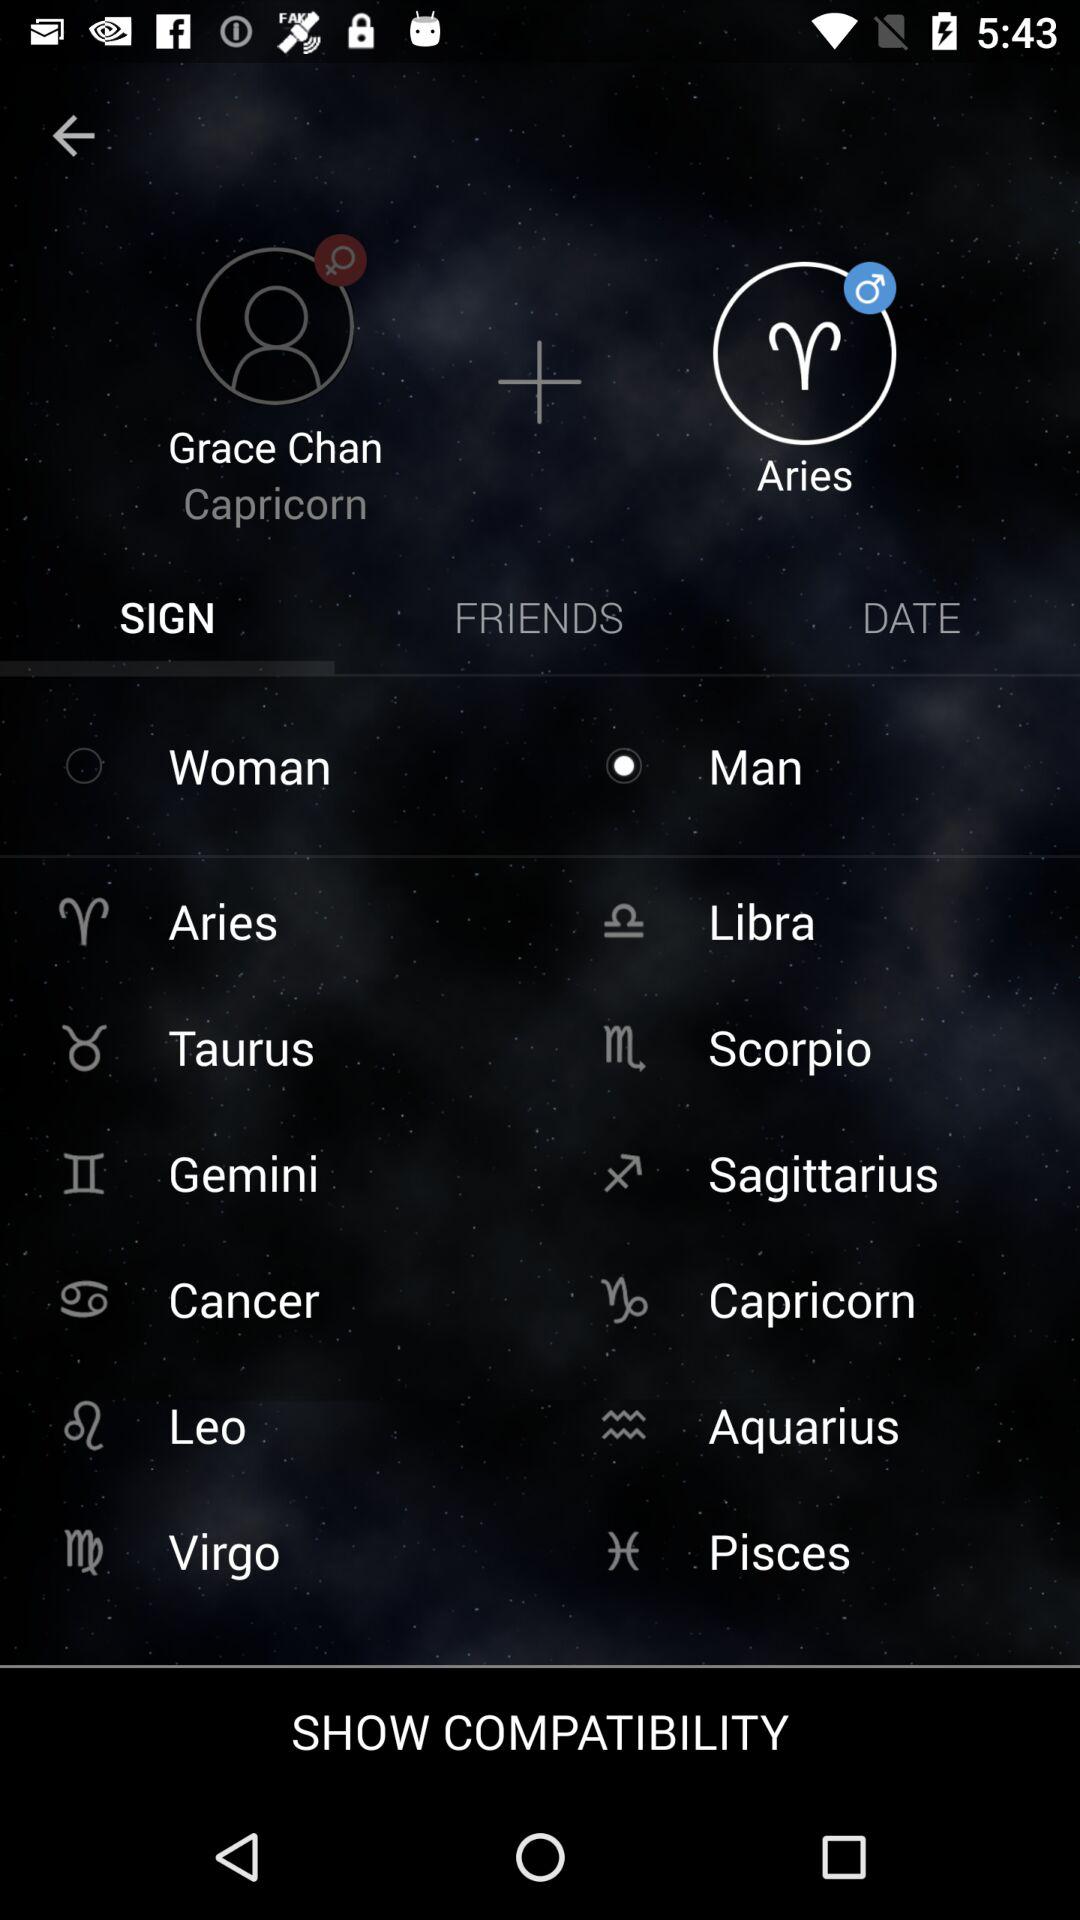 FAKE
5:43
Grace Chan
Capricorn
Aries
SIGN FRIENDS DATE
Woman Man
Aries Libra
Taurus Scorpio
Gemini Sagittarius
Cancer Capricorn
Leo Aquarius
Virgo Pisces
SHOW COMPATIBILITY